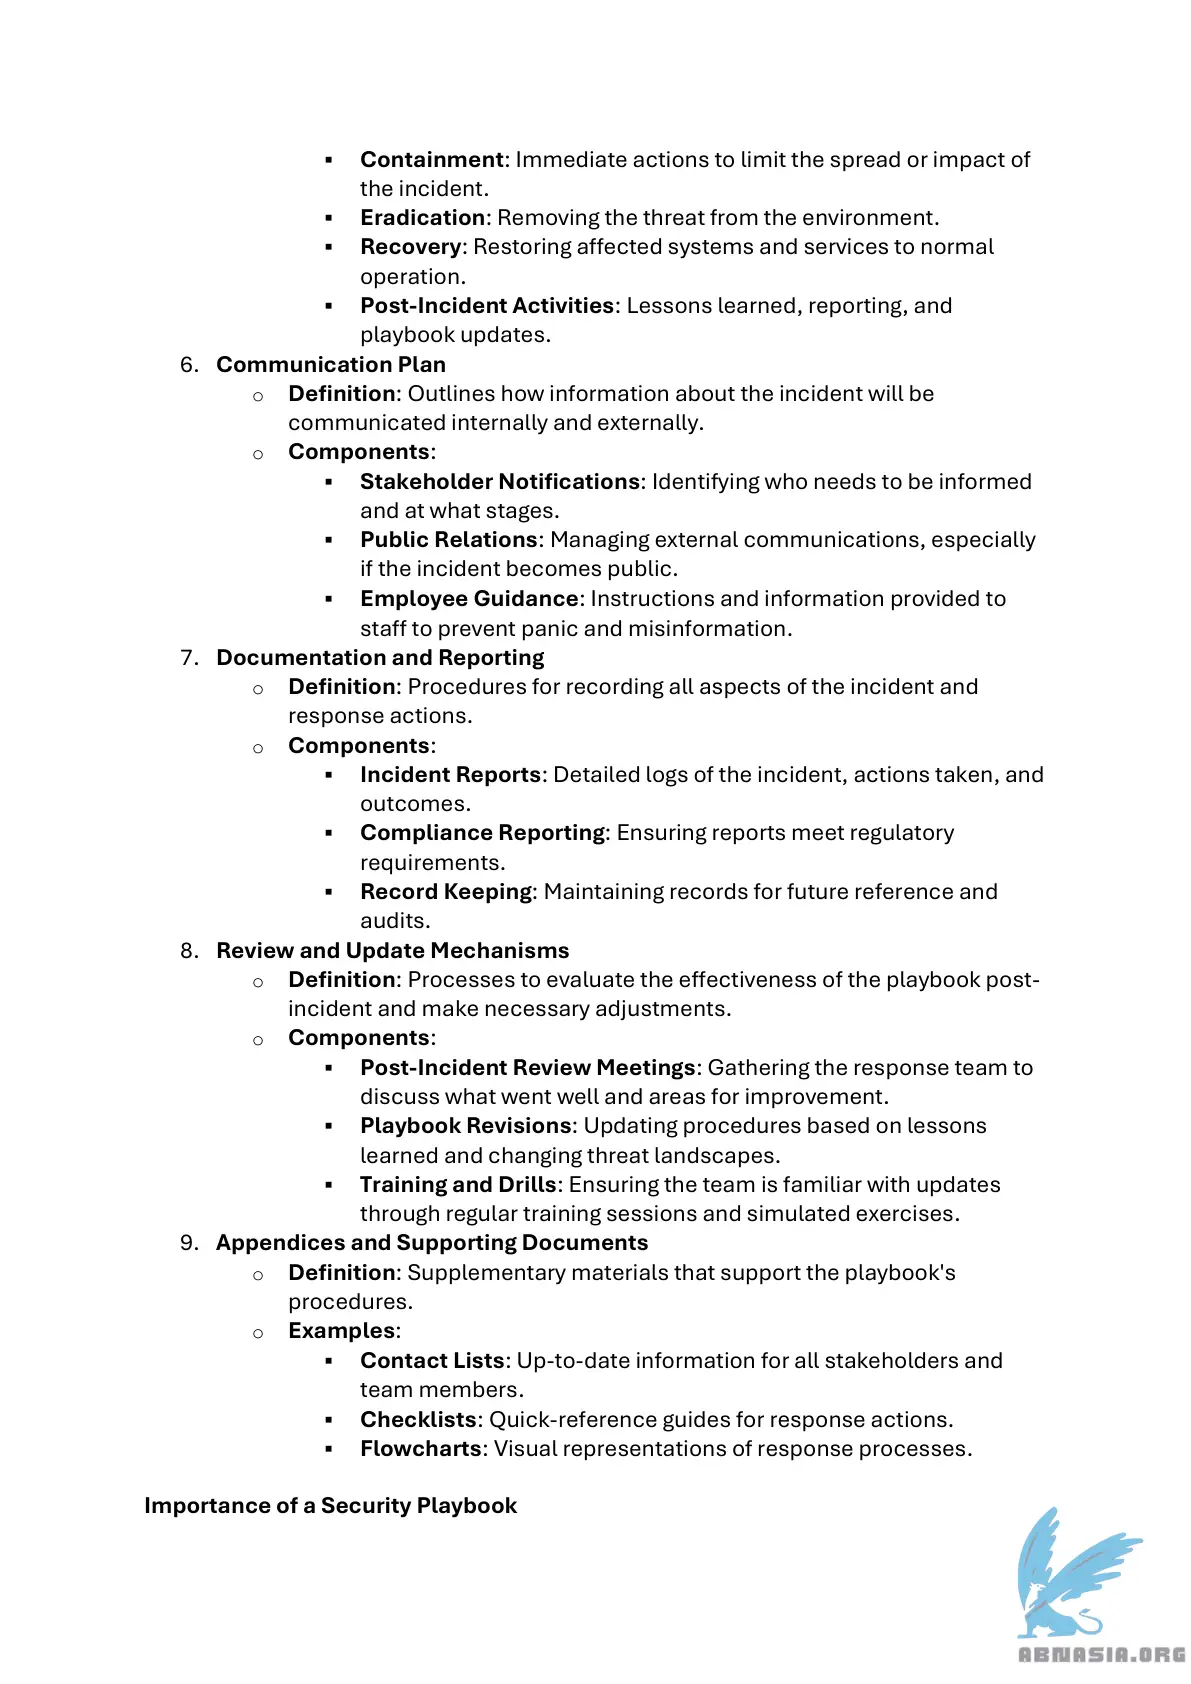 ▪ Containment: Immediate actions to limit the spread or impact of
the incident.
▪ Eradication: Removing the threat from the environment.
▪ Recovery: Restoring affected systems and services to normal
operation.
▪ Post-Incident Activities: Lessons learned, reporting, and
playbook updates.
6. Communication Plan
o Definition: Outlines how information about the incident will be
communicated internally and externally.
o Components:
▪ Stakeholder Notifications: Identifying who needs to be informed
and at what stages.
▪ Public Relations: Managing external communications, especially
if the incident becomes public.
▪ Employee Guidance: Instructions and information provided to
staff to prevent panic and misinformation.
7. Documentation and Reporting
o Definition: Procedures for recording all aspects of the incident and
response actions.
o Components:
▪ Incident Reports: Detailed logs of the incident, actions taken, and
outcomes.
▪ Compliance Reporting: Ensuring reports meet regulatory
requirements.
▪ Record Keeping: Maintaining records for future reference and
audits.
8. Review and Update Mechanisms
o Definition: Processes to evaluate the effectiveness of the playbook post-
incident and make necessary adjustments.
o Components:
▪ Post-Incident Review Meetings: Gathering the response team to
discuss what went well and areas for improvement.
▪ Playbook Revisions: Updating procedures based on lessons
learned and changing threat landscapes.
▪ Training and Drills: Ensuring the team is familiar with updates
through regular training sessions and simulated exercises.
9. Appendices and Supporting Documents
o Definition: Supplementary materials that support the playbook's
procedures.
o Examples:
▪ Contact Lists: Up-to-date information for all stakeholders and
team members.
▪ Checklists: Quick-reference guides for response actions.
▪ Flowcharts: Visual representations of response processes.
Importance of a Security Playbook
ABNASIA.ORG